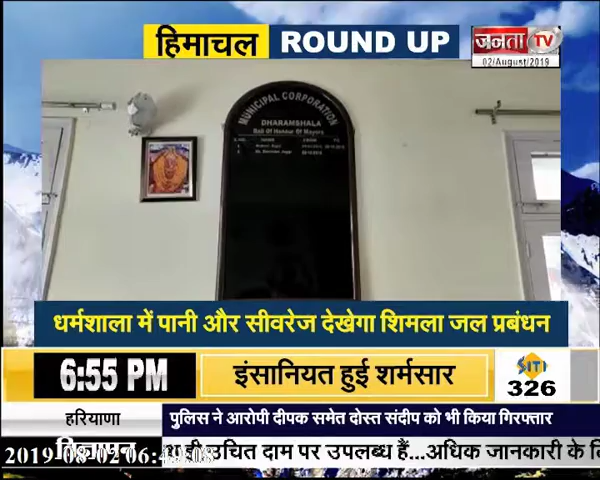 हिमाचल ROUND UP
जनता TV
02/August/2019
MUNICIPAL CORPORATION
DHARAMSHALA
Roll Of Honour Of Mayors
धर्मशाला में पानी और सीवरेज देखेगा शिमला जल प्रबंधन
6:55 PM
इंसानियत हुई शर्मसार
SITI
326
हरियाणा
पुलिस ने आरोपी दीपक समेत दोस्त संदीप को भी किया गिरफ्तार
विज्ञापन
उचित दाम पर उपलब्ध हैं...अधिक जानकारी के
2019-08-02